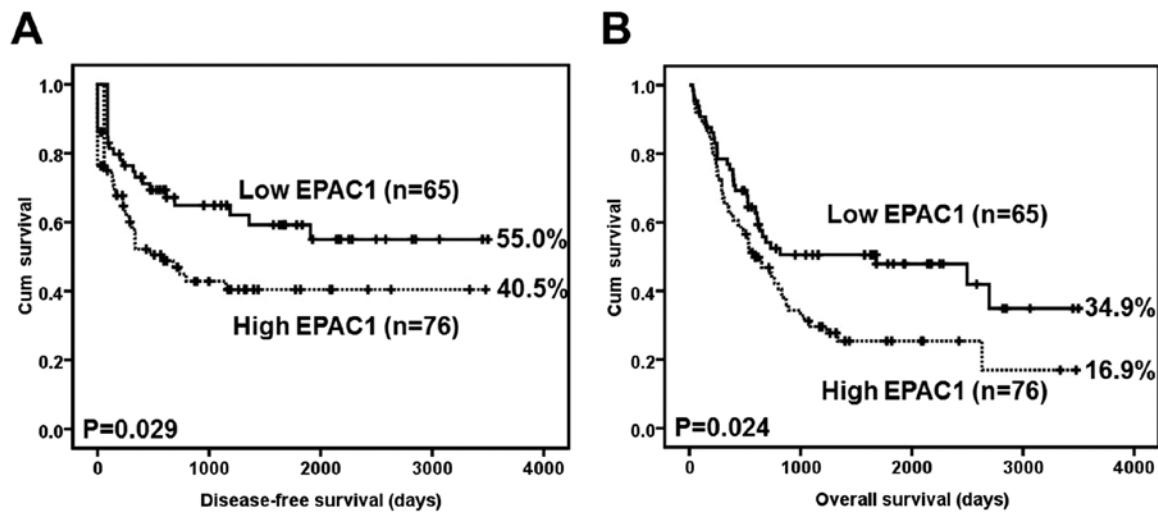 A
Cum survival
1.0
0.8
0.6
0.4
0.2
0.0
Low EPAC1 (n=65)
55.0%
40.5%
High EPAC1 (n=76)
P=0.029
0
1000
2000
3000
4000
Disease-free survival (days)
B
Cum survival
1.0
0.8
0.6
0.4
0.2
0.0
Low EPAC1 (n=65)
34.9%
16.9%
High EPAC1 (n=76)
P=0.024
0
1000
2000
3000
4000
Overall survival (days)